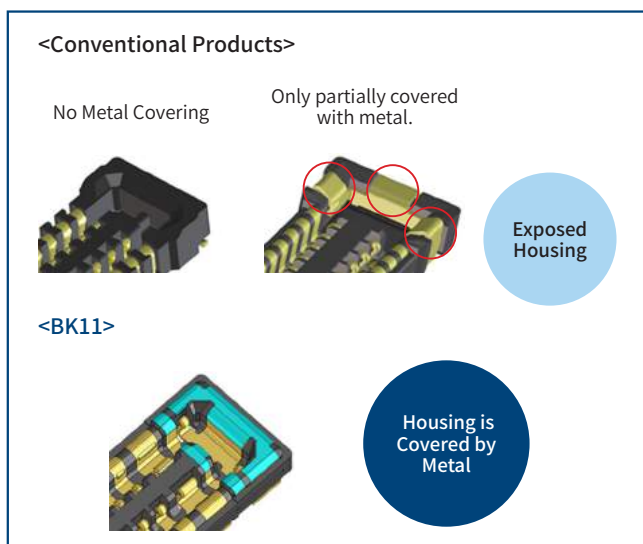 <Conventional Products>
No Metal Covering
Only partially covered
with metal.
Exposed
Housing
<BK11>
Housing is
Covered by
Metal